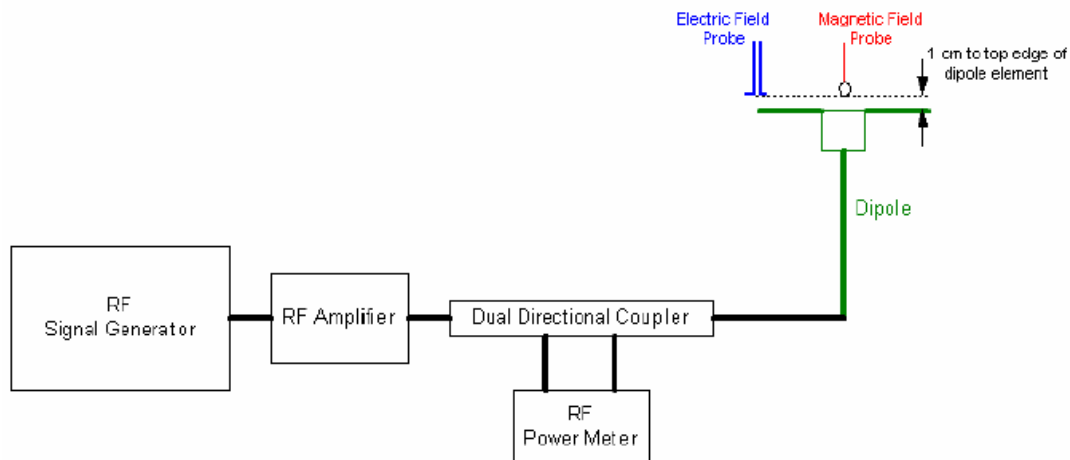 Electric Field
Probe
Magnetic Field
Probe
1 cm to top edge of
dipole element
Dipole
RF
Signal Generator
RF Amplifier
Dual Directional Coupler
RF
Power Meter